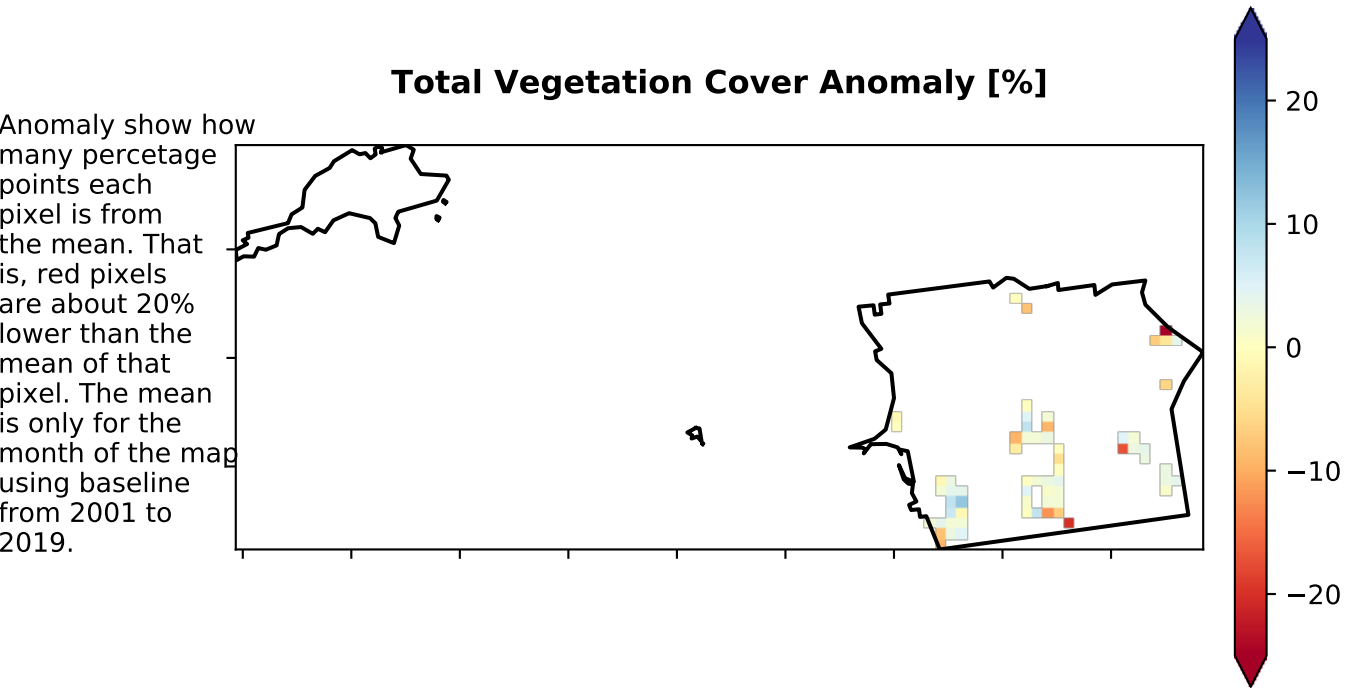 Total Vegetation Cover Anomaly [%]
Anomaly show how
many percetage
points each
pixel is from
the mean. That
is, red pixels
are about 20%
lower than the
mean of that
pixel. The mean
is only for the
month of the map
using baseline
from 2001 to
2019.
20
10
0
−10
−20